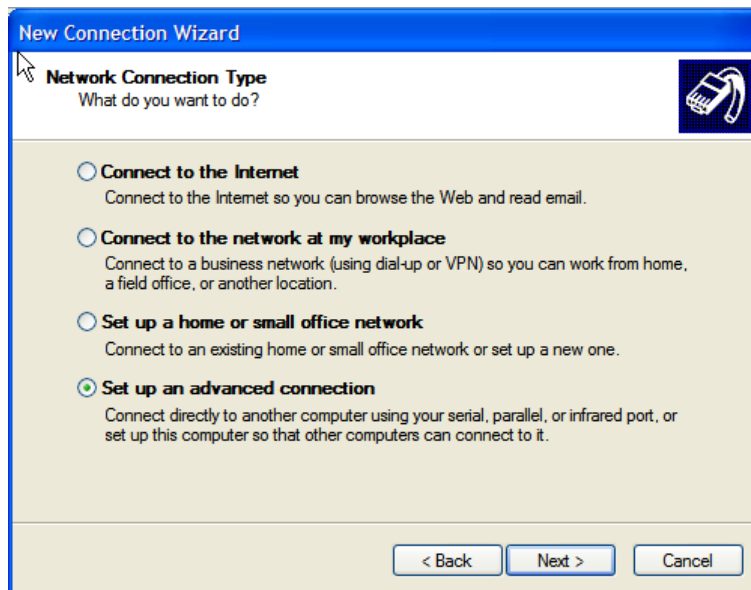 New Connection Wizard
Network Connection Type
What do you want to do?
Connect to the Internet
Connect to the Internet so you can browse the Web and read email.
Connect to the network at my workplace
Connect to a business network (using dial-up or VPN) so you can work from home,
a field office, or another location.
Set up a home or small office network
Connect to an existing home or small office network or set up a new one.
Set up an advanced connection
Connect directly to another computer using your serial, parallel, or infrared port, or
set up this computer so that other computers can connect to it.
< Back Next > Cancel